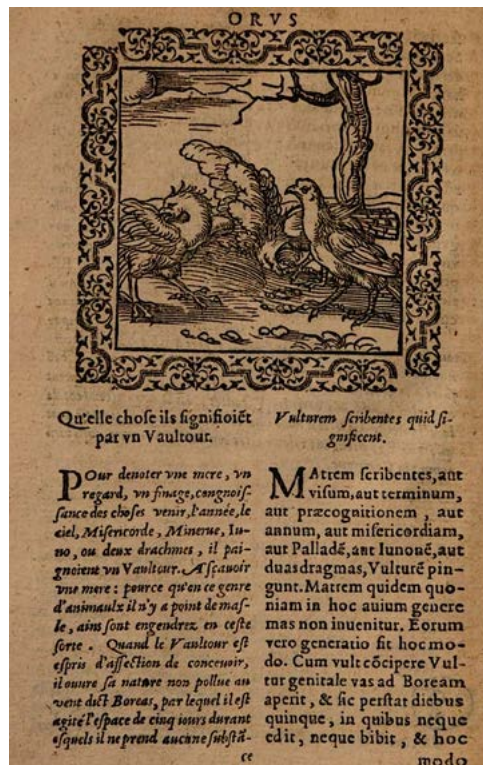 ORVS
Qu'elle chose ils signifioiēt
par vn Vaultour.
POur denoter vne mere, vn
regard, vn finage, congnois-
sance des choses venir, l'année, le
ciel, Misericorde, Minerue, Iu-
no, ou deux drachmes, il pai-
gnoient vn Vaultour. Asçauoir
vne mere: pource qu'en ce genre
d'animaulx il n'y a point de mas-
le, ains sont engendrez en ceste
sorte. Quand le Vaultour est
espris d'affection de conceuoir,
il ouure sa nature non pollue au
vent dict Boreas, par lequel il est
agité l'espace de cinq iours durant
esquels il ne prend aucune substā-
ce
Vulturem scribentes quid si-
gnificent.
MAtrem scribentes, aut
visum, aut terminum,
aut præcognitionem, aut
annum, aut misericordiam,
aut Palladē, aut Iunonē, aut
duas dragmas, Vulturē pin-
gunt. Matrem quidem quo-
niam in hoc auium genere
mas non inuenitur. Eorum
vero generatio fit hoc mo-
do. Cum vult cōcipere Vul-
tur genitale vas ad Boream
aperit, & sic perstat diebus
quinque, in quibus neque
edit, neque bibit, & hoc
modo